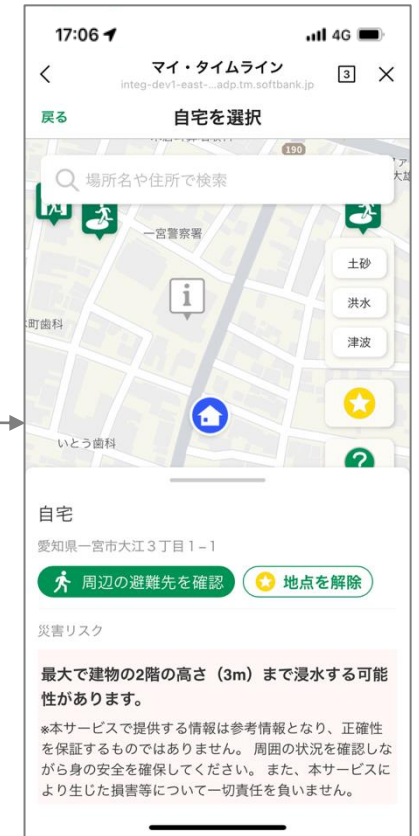 17:06
4G
マイ・タイムライン
integ-dev1-east-...adp.tm.softbank.jp
3
戻る
自宅を選択
190
場所名や住所で検索
一宮警察署
土砂
洪水
津波
町歯科
いとう歯科
自宅
愛知県一宮市大江3丁目1-1
周辺の避難先を確認
地点を解除
災害リスク
最大で建物の2階の高さ（3m）まで浸水する可能
性があります。
※本サービスで提供する情報は参考情報となり、正確性
を保証するものではありません。 周囲の状況を確認しな
がら身の安全を確保してください。 また、本サービスに
より生じた損害等について一切責任を負いません。